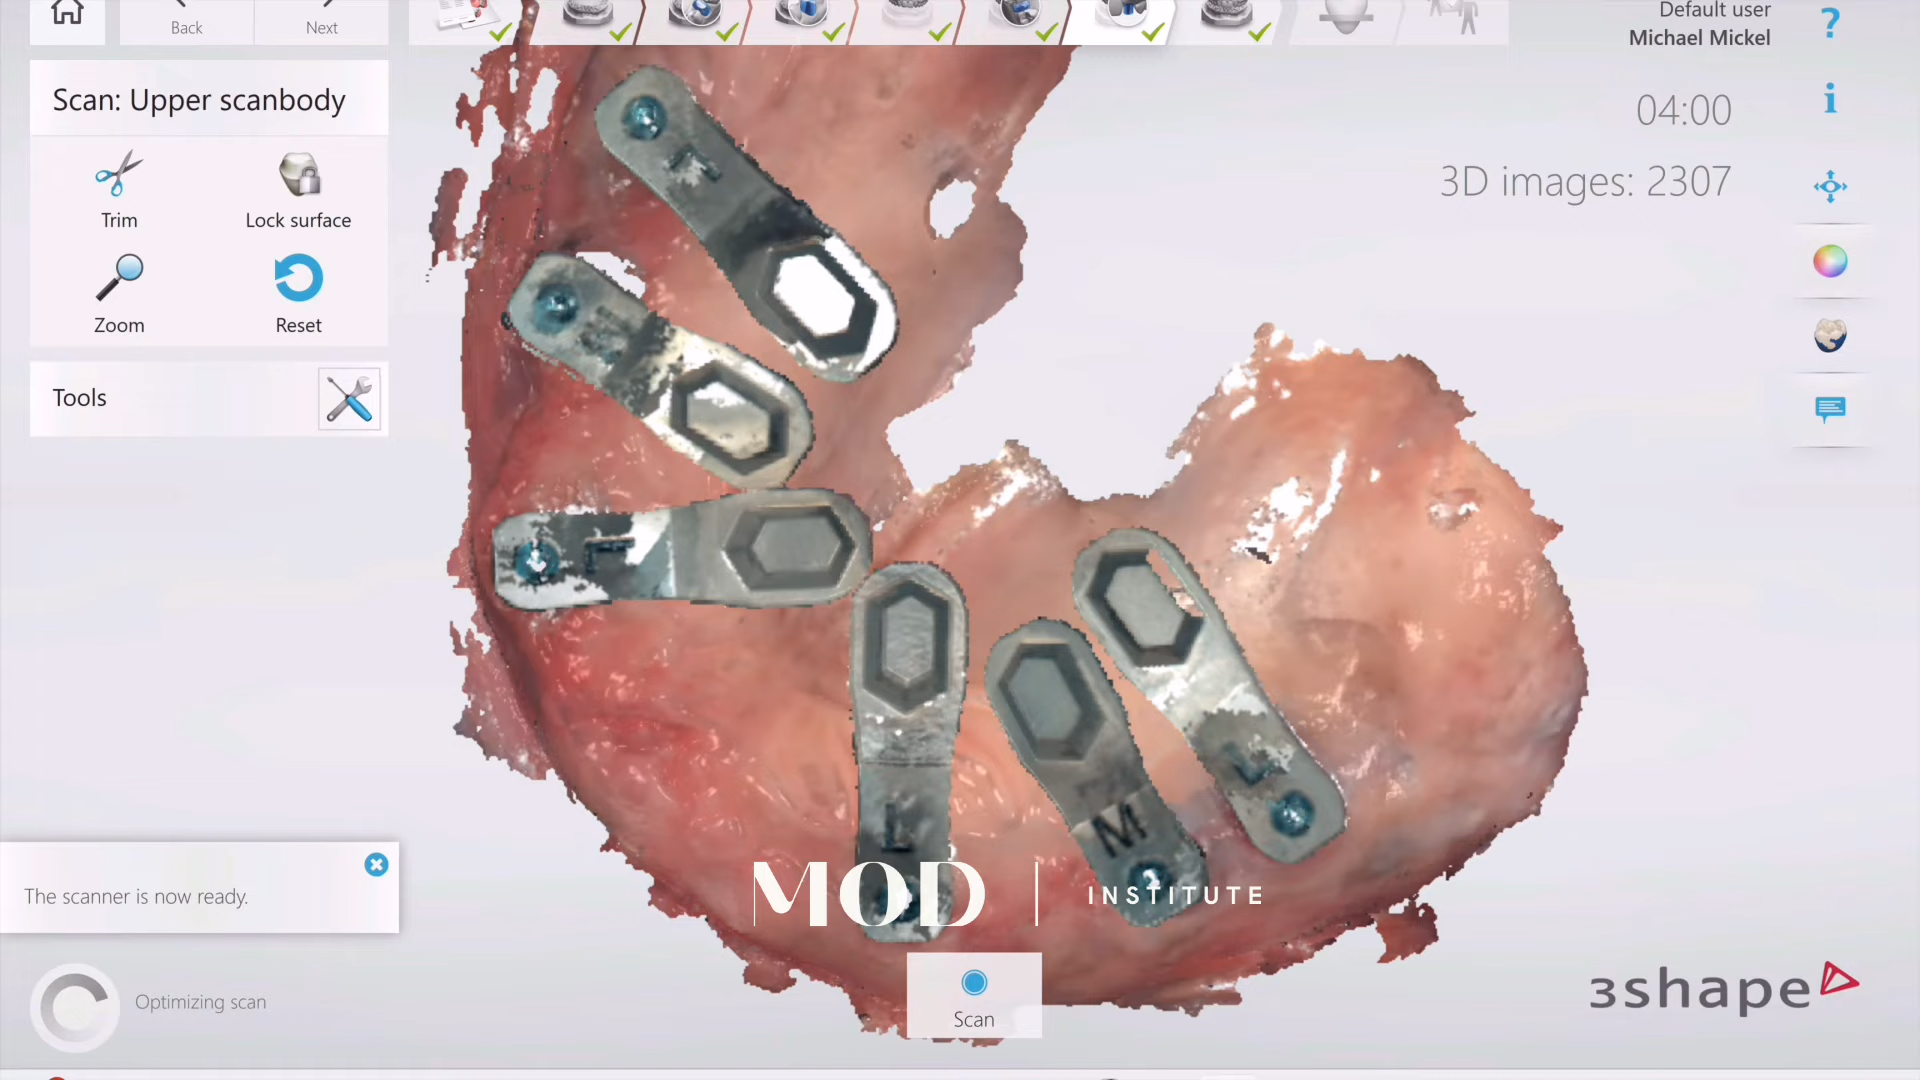 Back
Next
Default user
Michael Mickel
?
i
Scan: Upper scanbody
04:00
3D images: 2307
Trim
Lock surface
Zoom
Reset
Tools
L
L
L
M
L
MOD | INSTITUTE
The scanner is now ready.
Optimizing scan
Scan
3shape